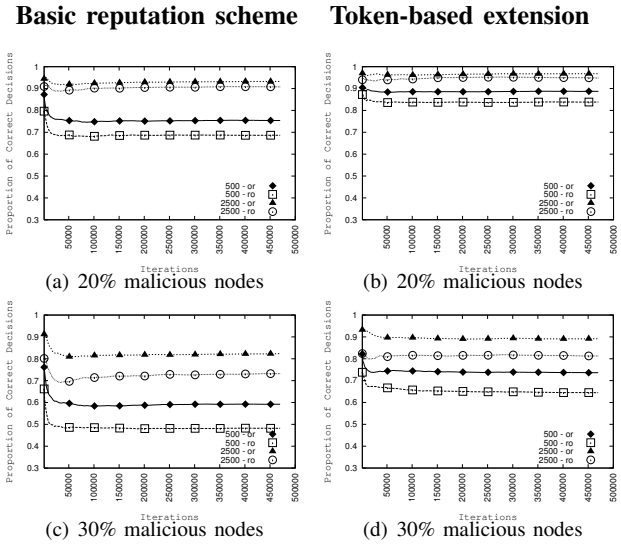 Basic reputation scheme Token-based extension
Proportion of Correct Decisions
1
0.9
0.8
0.7
0.6
0.5
0.4
0.3
500 - or
500 - ro
2500 - or
2500 - ro
50000
100000
150000
200000
250000
300000
350000
400000
450000
500000
Iterations
(a) 20% malicious nodes
Proportion of Correct Decisions
1
0.9
0.8
0.7
0.6
0.5
0.4
0.3
500 - or
500 - ro
2500 - or
2500 - ro
50000
100000
150000
200000
250000
300000
350000
400000
450000
500000
Iterations
(b) 20% malicious nodes
Proportion of Correct Decisions
1
0.9
0.8
0.7
0.6
0.5
0.4
0.3
500 - or
500 - ro
2500 - or
2500 - ro
50000
100000
150000
200000
250000
300000
350000
400000
450000
500000
Iterations
(c) 30% malicious nodes
Proportion of Correct Decisions
1
0.9
0.8
0.7
0.6
0.5
0.4
0.3
500 - or
500 - ro
2500 - or
2500 - ro
50000
100000
150000
200000
250000
300000
350000
400000
450000
500000
Iterations
(d) 30% malicious nodes